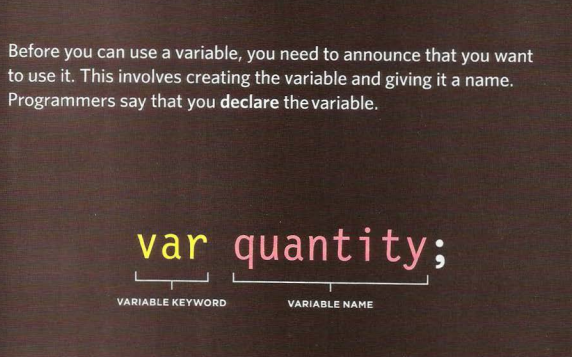 Before you can use a variable, you need to announce that you want
to use it. This involves creating the variable and giving it a name.
Programmers say that you declare the variable.
var quantity;
VARIABLE KEYWORD VARIABLE NAME